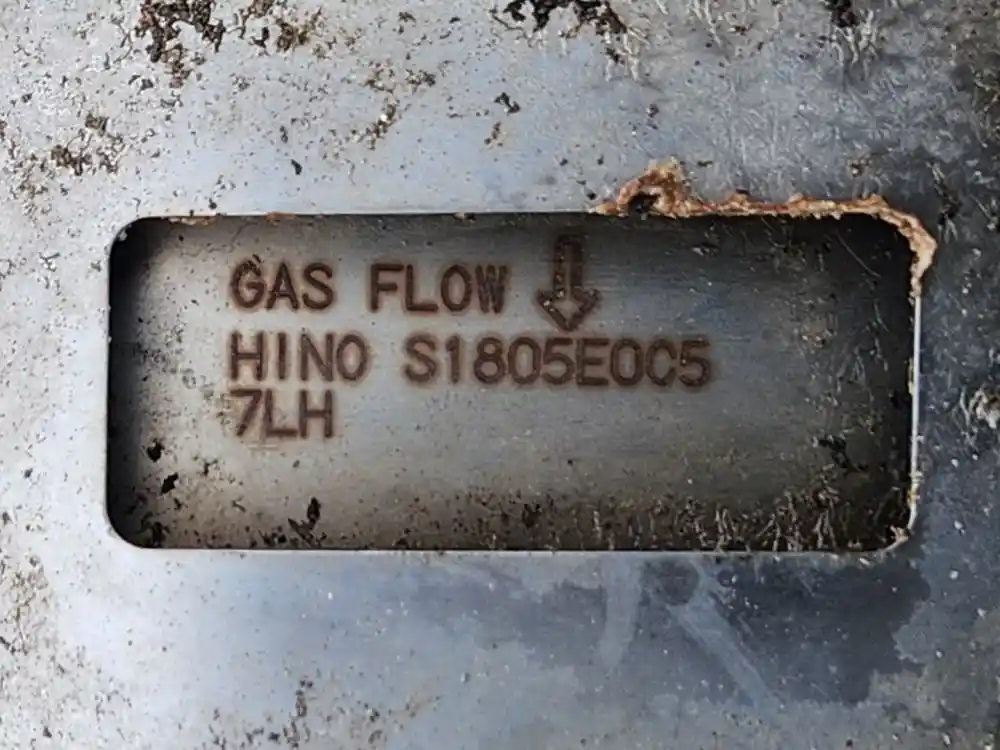 GAS FLOW ↓
HINO S1805E0C5
7LH